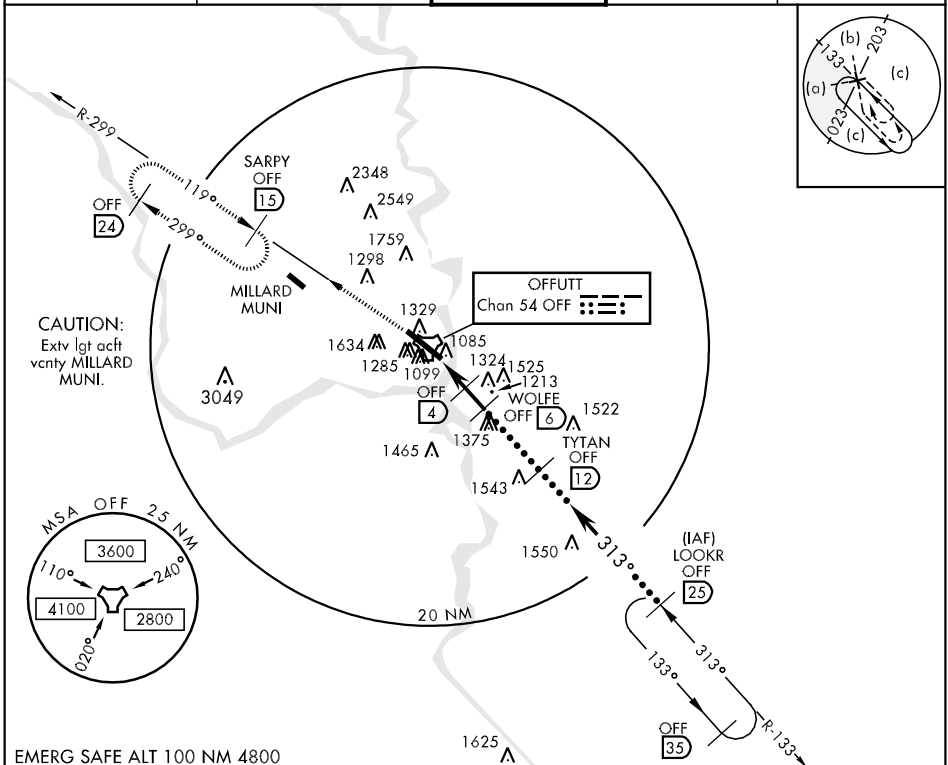 R-299
SARPY
OFF
15
119°
299°
OFF
24
MILLARD
MUNI
2348
2549
1759
1298
OFFUTT
Chan 54 OFF
CAUTION:
Extv lgt acft
vcnty MILLARD
MUNI.
3049
1329
1634
1285
1099
1085
1324
1525
1213
OFF
4
WOLFE
OFF
6
1522
1375
1465
TYTAN
OFF
12
1543
1550
313°
(IAF)
LOOKR
OFF
25
20 NM
133°
313°
R-133
OFF
35
1625
MSA OFF 25 NM
3600
110°
240°
4100
2800
020°
EMERG SAFE ALT 100 NM 4800
(b)
203
133
(c)
(a)
023
(c)